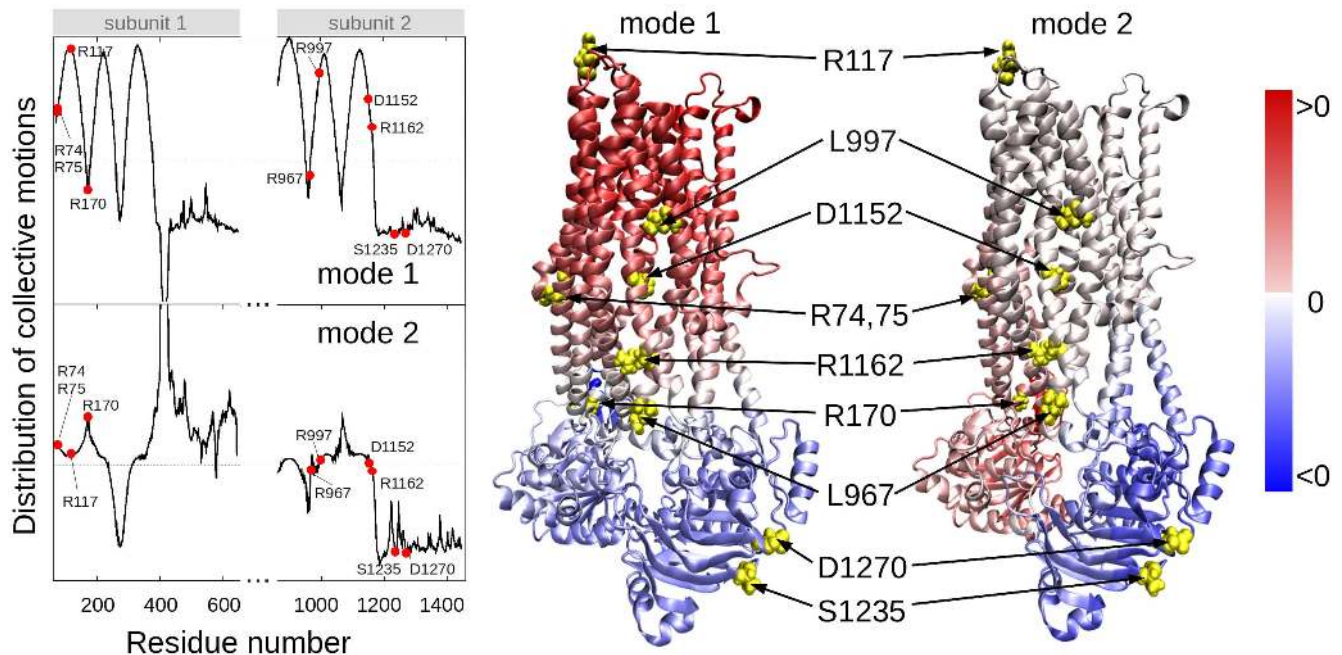 subunit 1
subunit 2
mode 1
mode 2
Distribution of collective motions
R117
R74
R75
R170
R997
D1152
R1162
R967
S1235
D1270
mode 1
R74
R75
R170
R117
mode 2
R997
D1152
R967
R1162
S1235
D1270
...
...
200
400
600
1000
1200
1400
Residue number
R117
L997
D1152
R74,75
R1162
R170
L967
D1270
S1235
>0
0
<0